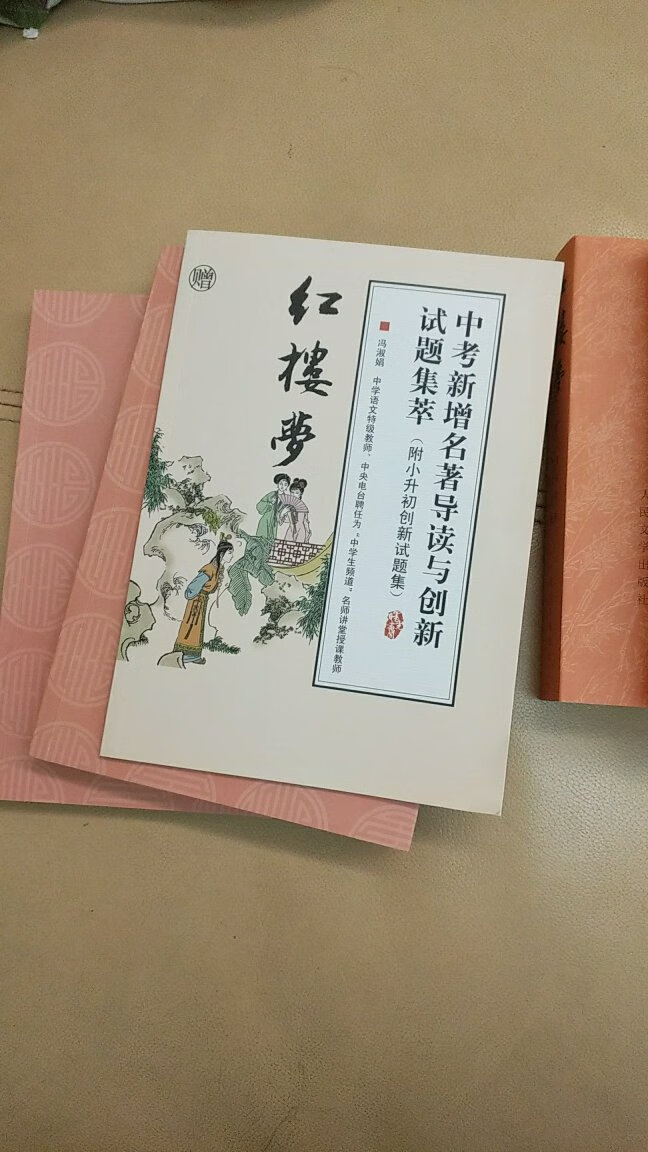 赠
红楼梦
中考新增名著导读与创新
试题集萃（附小升初创新试题集）
冯淑娟 中学语文特级教师、中央电台聘任为“中学生频道”名师讲堂授课教师
人民文学出版社